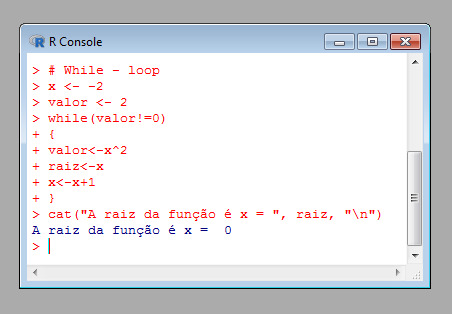 R Console
> # While - loop
> x <- -2
> valor <- 2
> while(valor!=0)
+ {
+ valor<-x^2
+ raiz<-x
+ x<-x+1
+ }
> cat("A raiz da função é x = ", raiz, "\n")
A raiz da função é x =  0
>